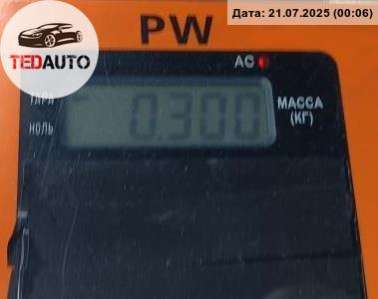 Дата: 21.07.2025 (00:06)
TEDAUTO
PW
AC
ТАРА
НОЛЬ
0.300
МАССА
(КГ)